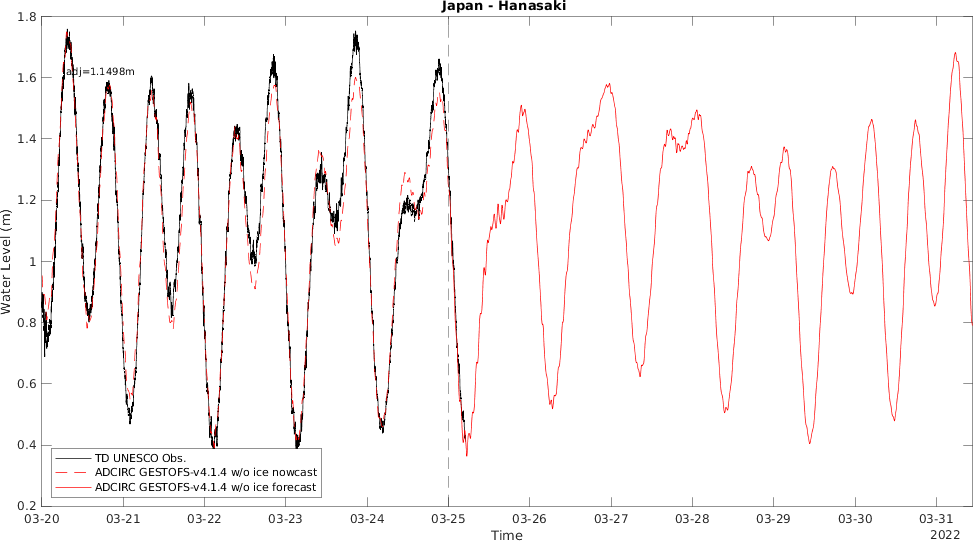 Japan - Hanasaki
1.8
1.6
1.4
1.2
1
0.8
0.6
0.4
0.2
Water Level (m)
adj=1.1498m
TD UNESCO Obs.
ADCIRC GESTOFS-v4.1.4 w/o ice nowcast
ADCIRC GESTOFS-v4.1.4 w/o ice forecast
03-20 03-21 03-22 03-23 03-24 03-25 03-26 03-27 03-28 03-29 03-30 03-31
Time
2022